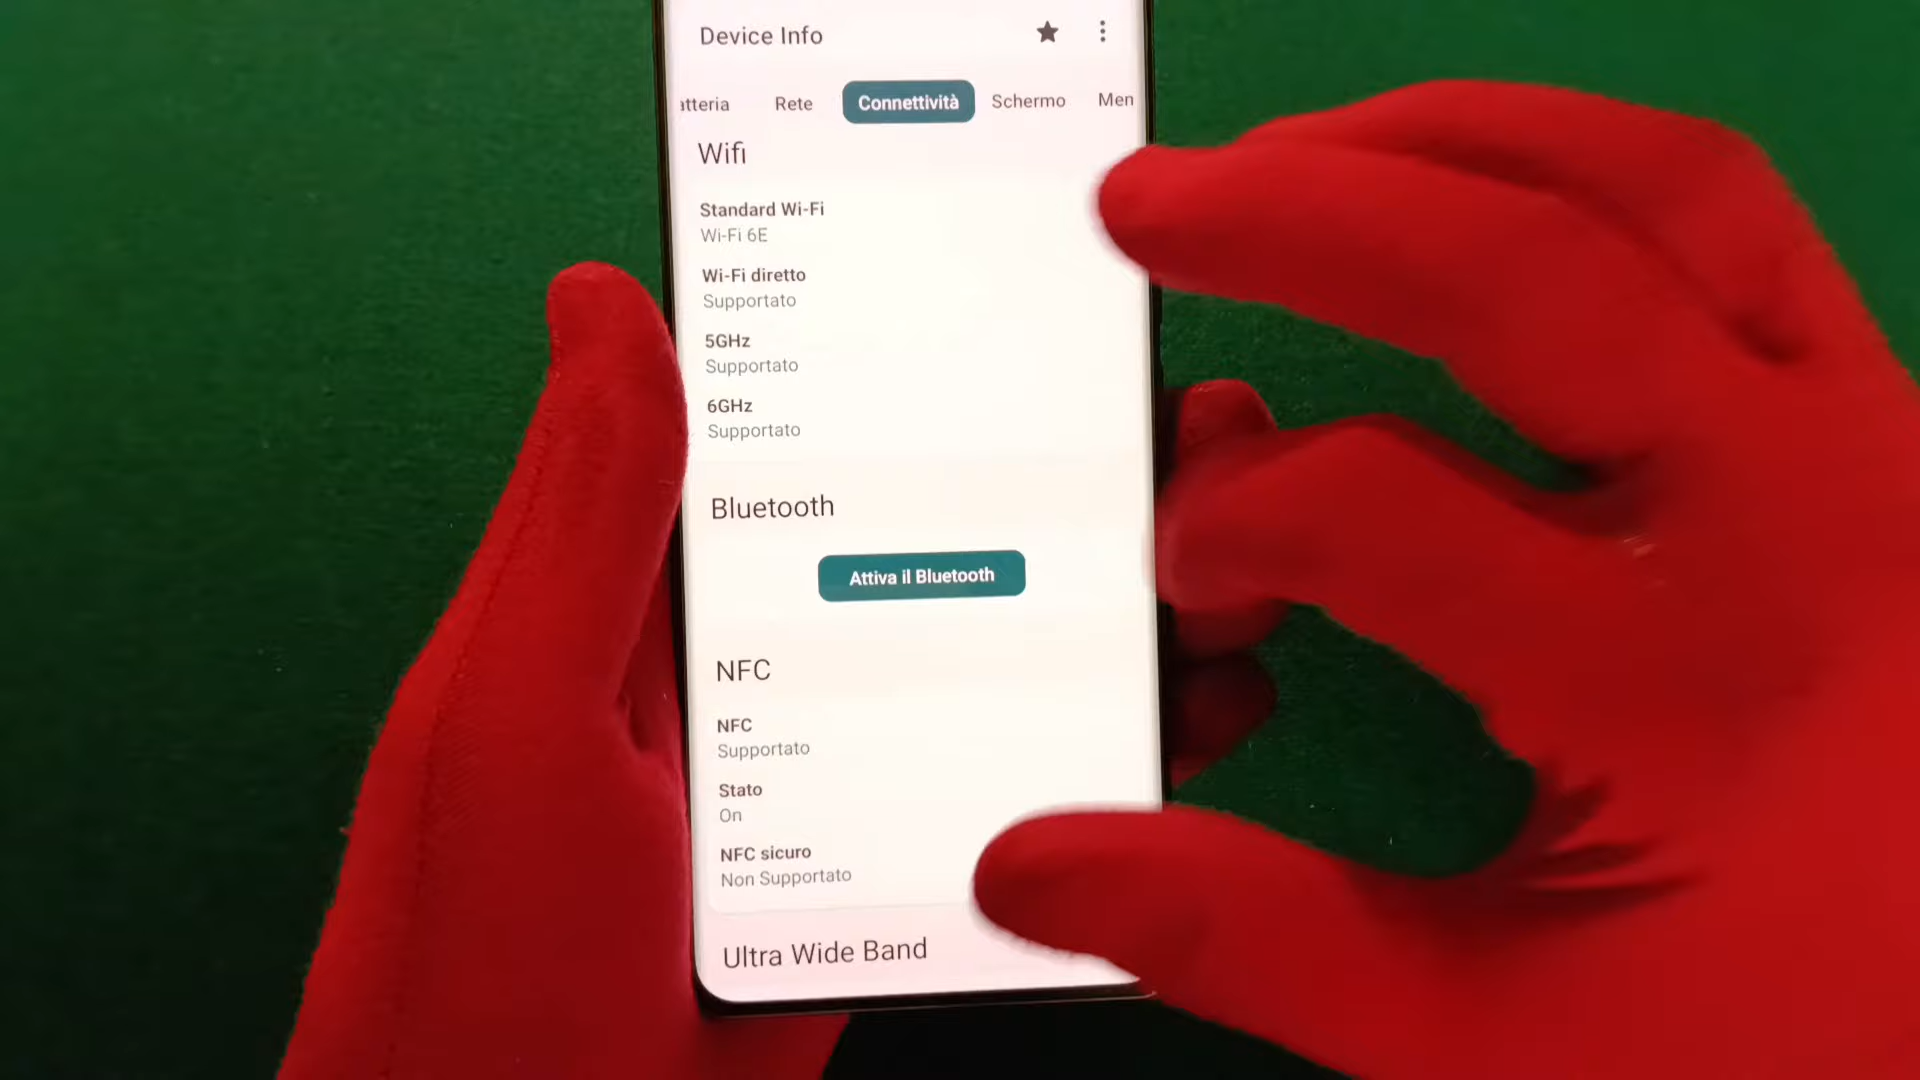 Device Info
atteria Rete Connettività Schermo Men
Wifi
Standard Wi-Fi
Wi-Fi 6E
Wi-Fi diretto
Supportato
5GHz
Supportato
6GHz
Supportato
Bluetooth
Attiva il Bluetooth
NFC
NFC
Supportato
Stato
On
NFC sicuro
Non Supportato
Ultra Wide Band